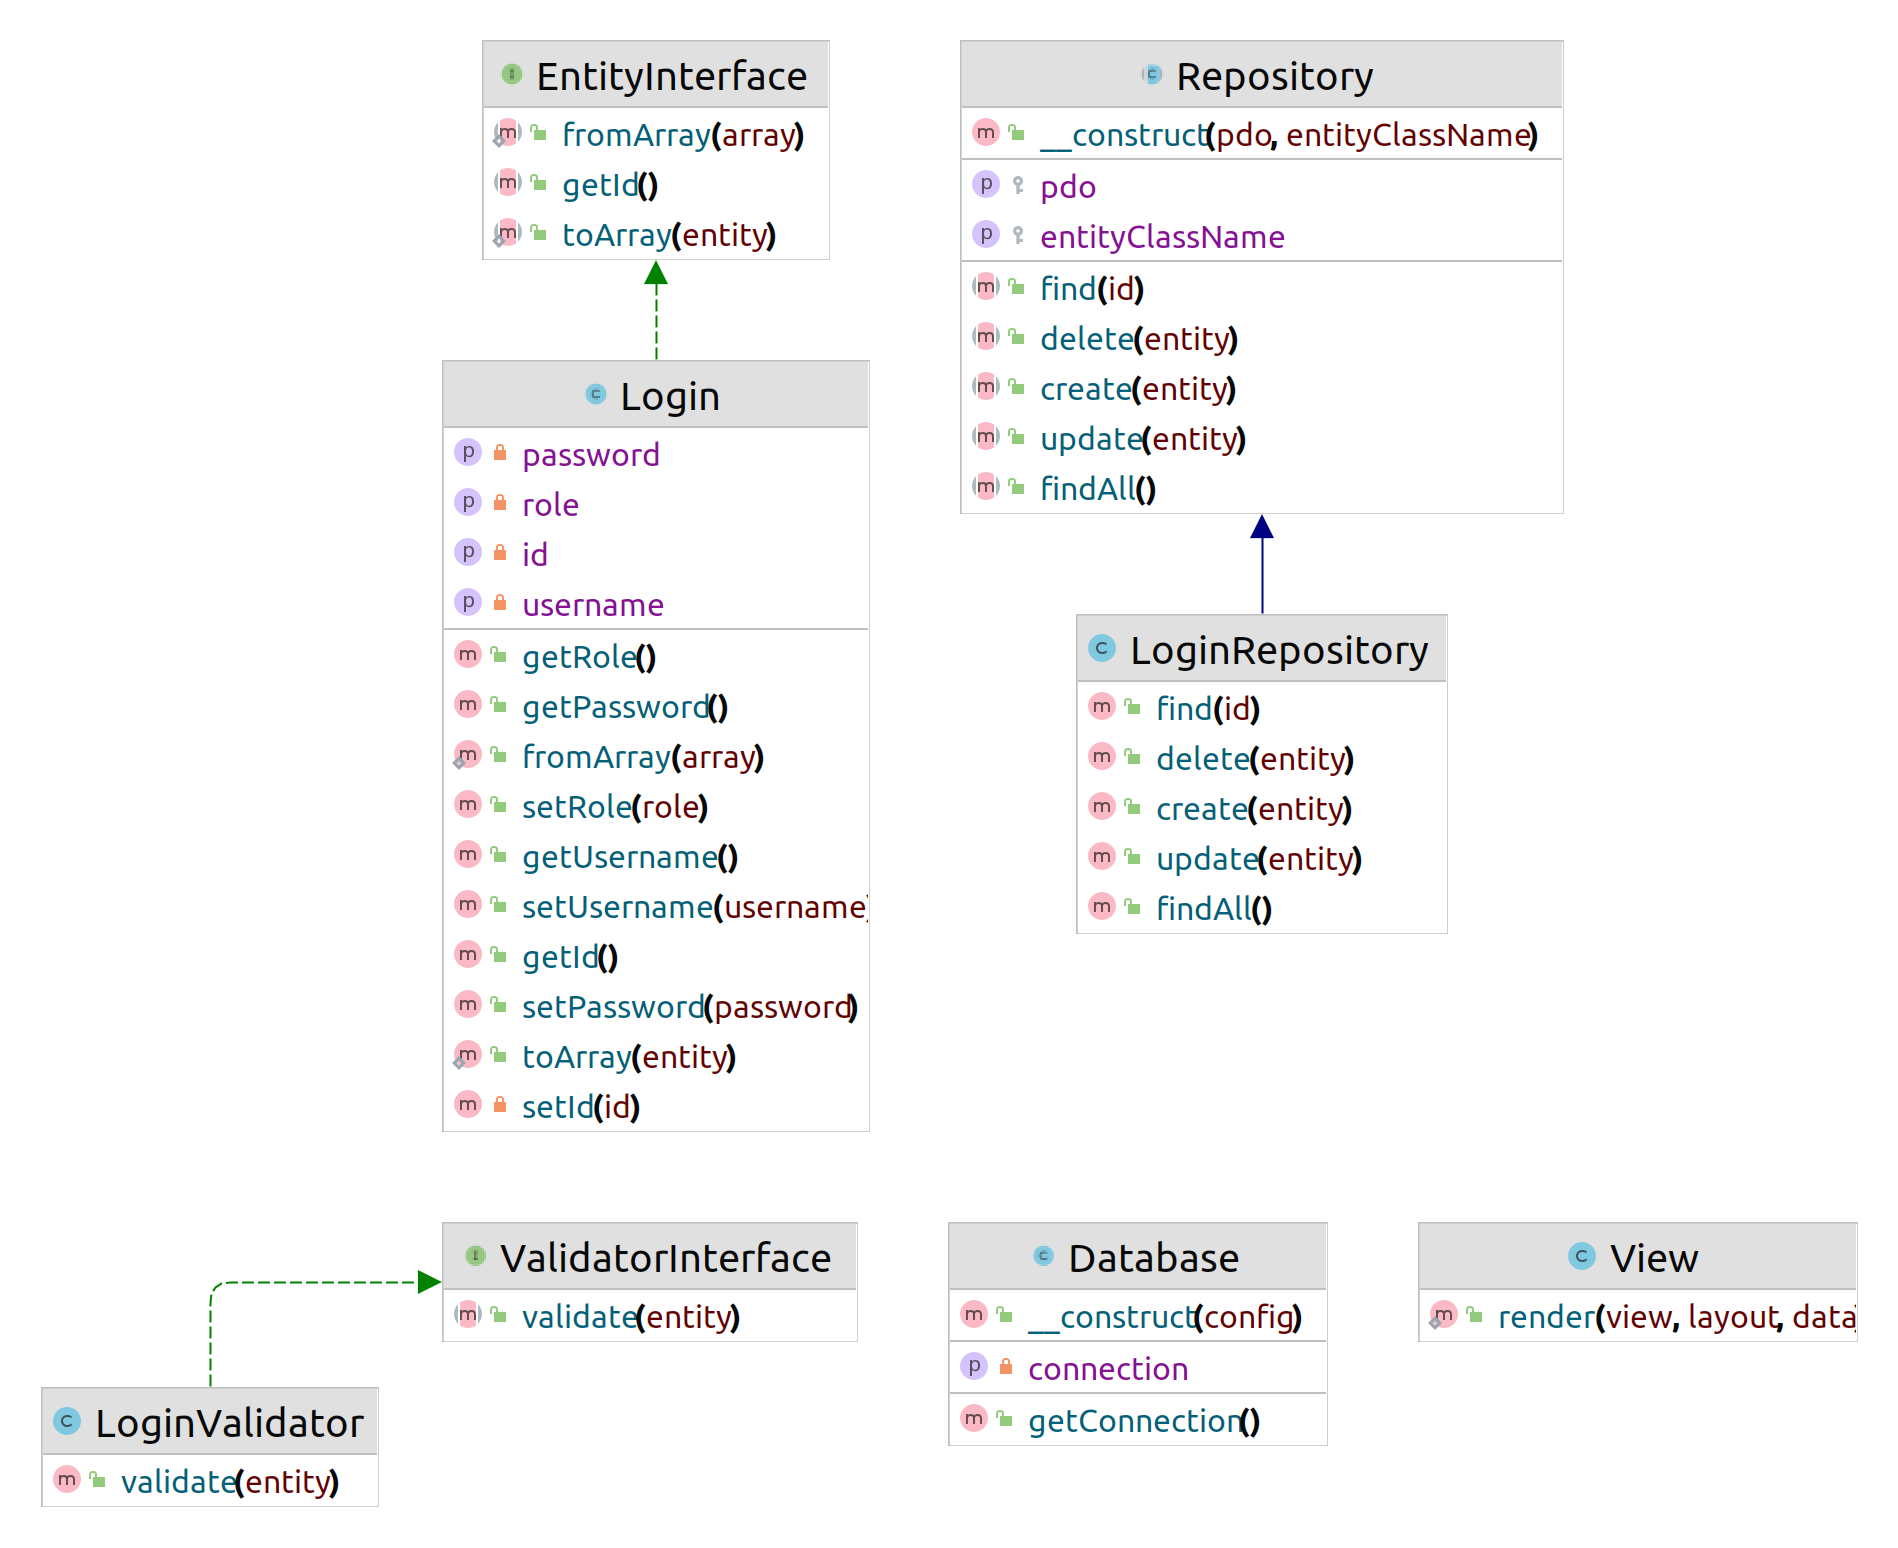 EntityInterface
fromArray(array)
getId()
toArray(entity)
Repository
__construct(pdo, entityClassName)
pdo
entityClassName
find(id)
delete(entity)
create(entity)
update(entity)
findAll()
Login
password
role
id
username
getRole()
getPassword()
fromArray(array)
setRole(role)
getUsername()
setUsername(username)
getId()
setPassword(password)
toArray(entity)
setId(id)
LoginRepository
find(id)
delete(entity)
create(entity)
update(entity)
findAll()
ValidatorInterface
validate(entity)
Database
__construct(config)
connection
getConnection()
View
render(view, layout, data
LoginValidator
validate(entity)